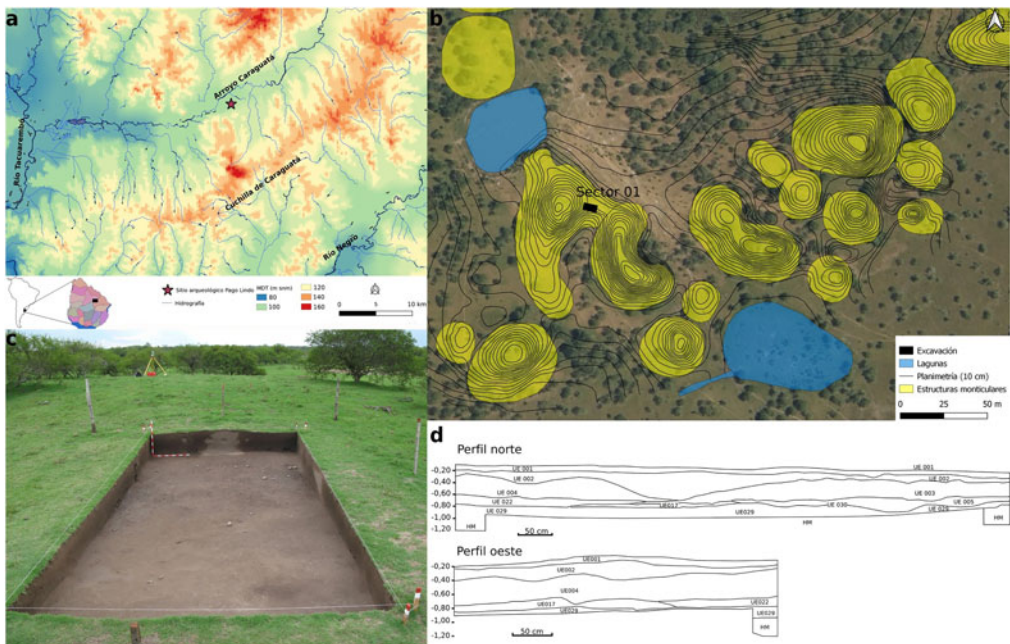 a
Arroyo Caraguatá
Río Tacuarembo
Cuchilla de Caraguatá
Río Negro
Sitio arqueológico Pago Lindo
Hidrografía
MDT (m snm)
80
100
120
140
160
0 5 10 km
b
Sector 01
Excavación
Lagunas
Planimetría (10 cm)
Estructuras monticulares
0 25 50 m
c
d
Perfil norte
-0,20
-0,40
-0,60
-0,80
-1,00
-1,20
UE 001
UE 001
UE 002
UE 002
UE 004
UE 003
UE 022
UE017
UE 030
UE 005
UE 029
UE029
UE 029
HM
HM
HM
50 cm
Perfil oeste
-0,20
-0,40
-0,60
-0,80
-1,00
-1,20
UE001
UE002
UE004
UE017
UE022
UE029
UE029
HM
50 cm